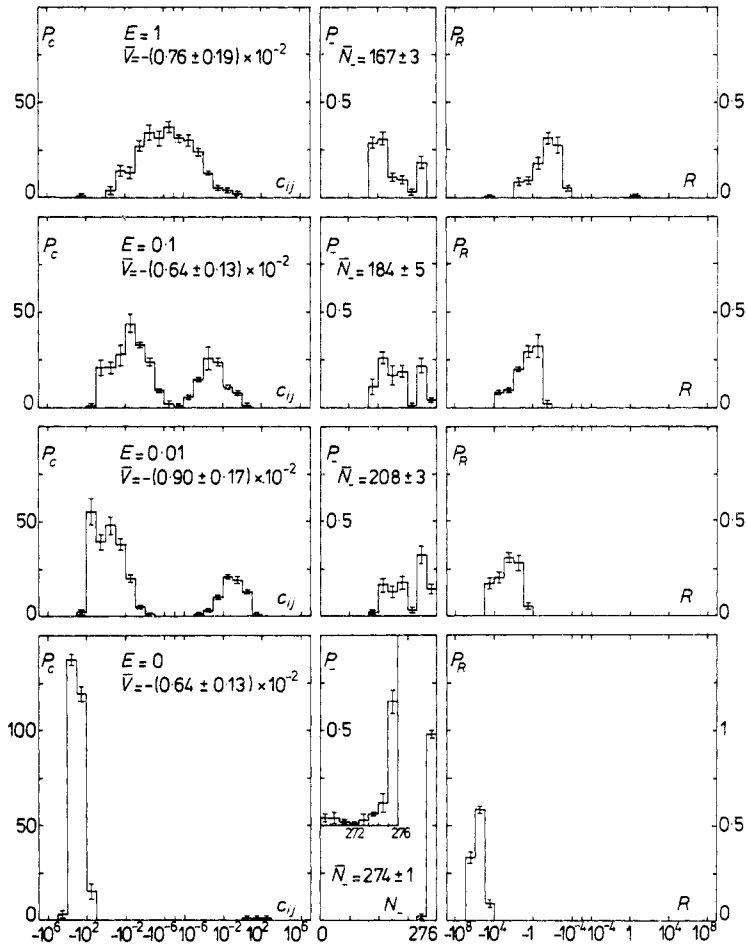 P_c E = 1 P_- P_R
V̄ = -(0·76 ± 0·19) × 10^-2 N̄_- = 167 ± 3
50 0·5 0·5
0 c_ij R 0
P_c E = 0·1 P_- P_R
V̄ = -(0·64 ± 0·13) × 10^-2 N̄_- = 184 ± 5
50 0·5 0·5
0 c_ij R 0
P_c E = 0·01 P_- P_R
V̄ = -(0·90 ± 0·17) × 10^-2 N̄_- = 208 ± 3
50 0·5 0·5
0 c_ij R 0
P_c E = 0 P_- P_R
V̄ = -(0·64 ± 0·13) × 10^-2
100 0·5 1
272 276
50 N̄_- = 274 ± 1 0·5
0 c_ij N_- R 0
-10^6 -10^2 -10^-2 -10^-6 10^-6 10^-2 10^2 10^6 0 276 -10^8 -10^4 -1 -10^-4 10^-4 1 10^4 10^8